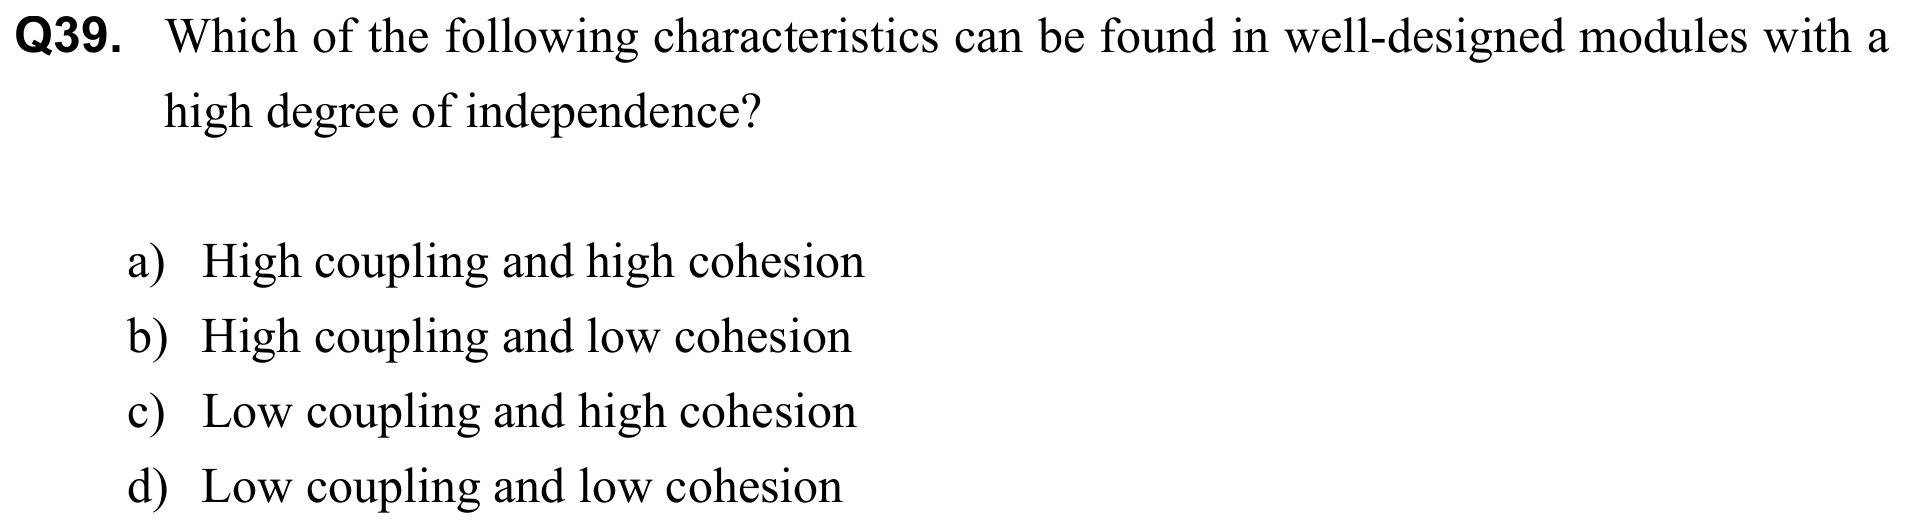 Q39. Which of the following characteristics can be found in well-designed modules with a
high degree of independence?
a) High coupling and high cohesion
b) High coupling and low cohesion
c) Low coupling and high cohesion
d) Low coupling and low cohesion